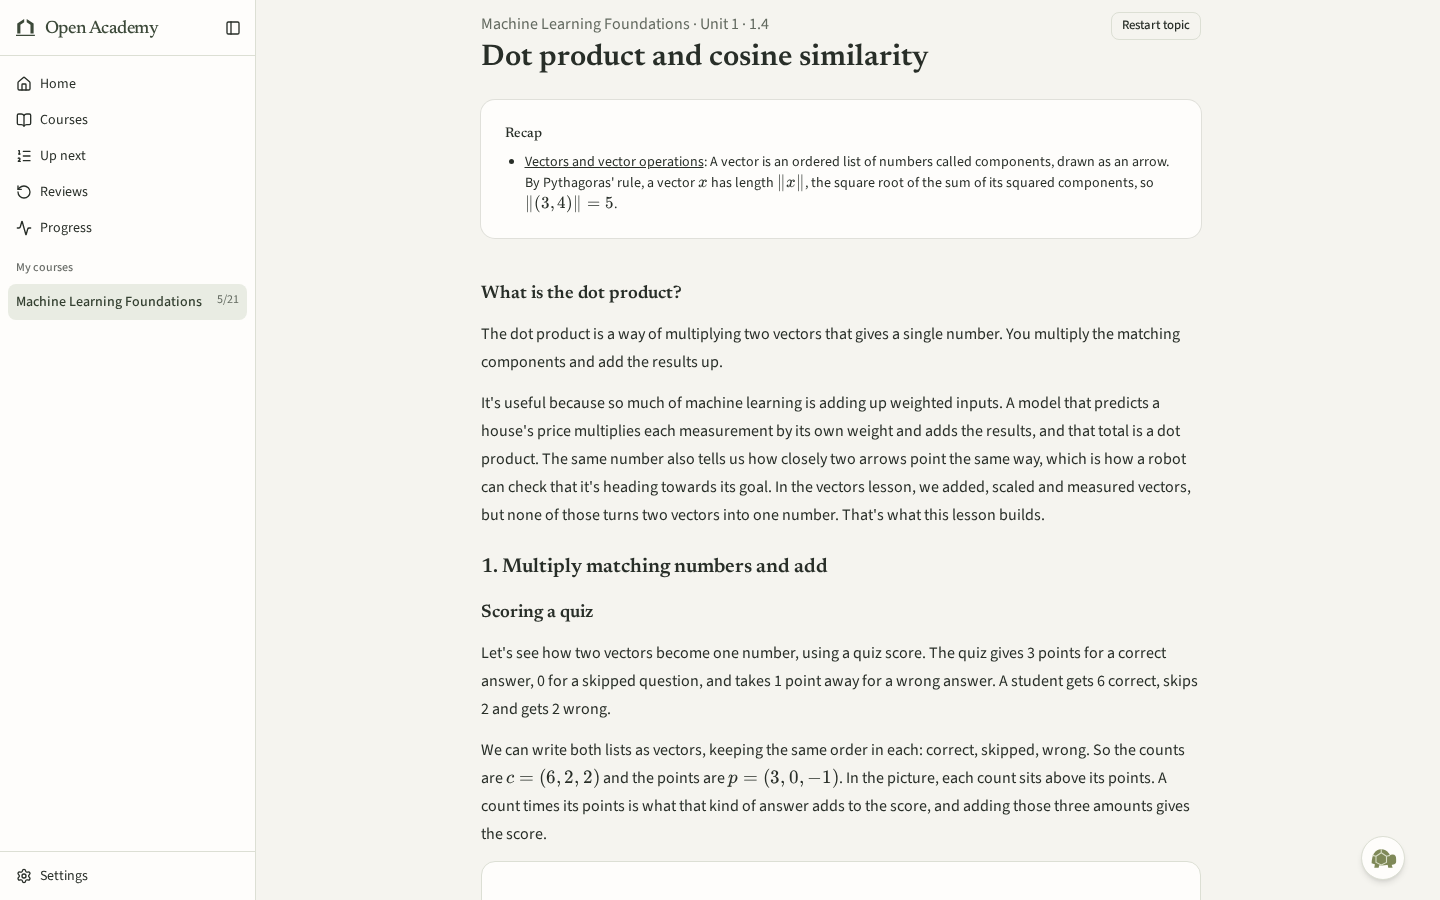 Open Academy
Home
Courses
Up next
Reviews
Progress
My courses
Machine Learning Foundations 5/21
Settings
Machine Learning Foundations · Unit 1 · 1.4
Restart topic
Dot product and cosine similarity
Recap
• Vectors and vector operations: A vector is an ordered list of numbers called components, drawn as an arrow.
By Pythagoras' rule, a vector x has length ‖x‖, the square root of the sum of its squared components, so
‖(3, 4)‖ = 5.
What is the dot product?
The dot product is a way of multiplying two vectors that gives a single number. You multiply the matching
components and add the results up.
It's useful because so much of machine learning is adding up weighted inputs. A model that predicts a
house's price multiplies each measurement by its own weight and adds the results, and that total is a dot
product. The same number also tells us how closely two arrows point the same way, which is how a robot
can check that it's heading towards its goal. In the vectors lesson, we added, scaled and measured vectors,
but none of those turns two vectors into one number. That's what this lesson builds.
1. Multiply matching numbers and add
Scoring a quiz
Let's see how two vectors become one number, using a quiz score. The quiz gives 3 points for a correct
answer, 0 for a skipped question, and takes 1 point away for a wrong answer. A student gets 6 correct, skips
2 and gets 2 wrong.
We can write both lists as vectors, keeping the same order in each: correct, skipped, wrong. So the counts
are c = (6, 2, 2) and the points are p = (3, 0, −1). In the picture, each count sits above its points. A
count times its points is what that kind of answer adds to the score, and adding those three amounts gives
the score.